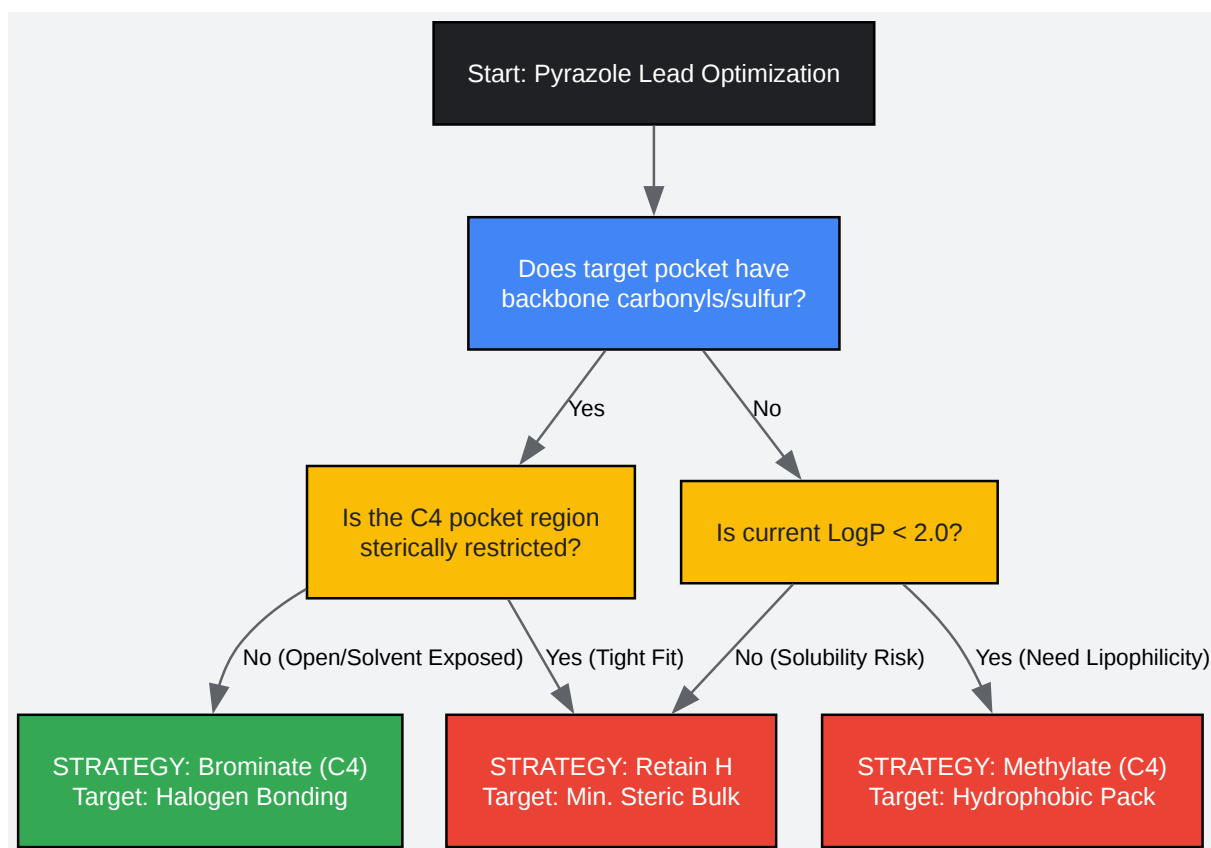 Start: Pyrazole Lead Optimization
Does target pocket have
backbone carbonyls/sulfur?
Yes
No
Is the C4 pocket region
sterically restricted?
Is current LogP < 2.0?
No (Open/Solvent Exposed)
Yes (Tight Fit)
No (Solubility Risk)
Yes (Need Lipophilicity)
STRATEGY: Brominate (C4)
Target: Halogen Bonding
STRATEGY: Retain H
Target: Min. Steric Bulk
STRATEGY: Methylate (C4)
Target: Hydrophobic Pack